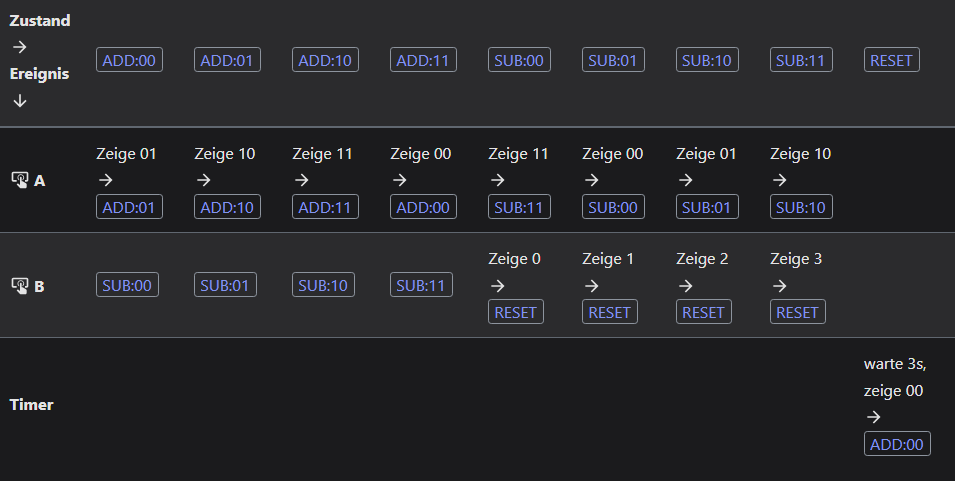 Zustand
→
Ereignis
↓
ADD:00 ADD:01 ADD:10 ADD:11 SUB:00 SUB:01 SUB:10 SUB:11 RESET
A
Zeige 01 Zeige 10 Zeige 11 Zeige 00 Zeige 11 Zeige 00 Zeige 01 Zeige 10
→ → → → → → → →
ADD:01 ADD:10 ADD:11 ADD:00 SUB:11 SUB:00 SUB:01 SUB:10
B
SUB:00 SUB:01 SUB:10 SUB:11
Zeige 0 Zeige 1 Zeige 2 Zeige 3
→ → → →
RESET RESET RESET RESET
Timer
warte 3s,
zeige 00
→
ADD:00